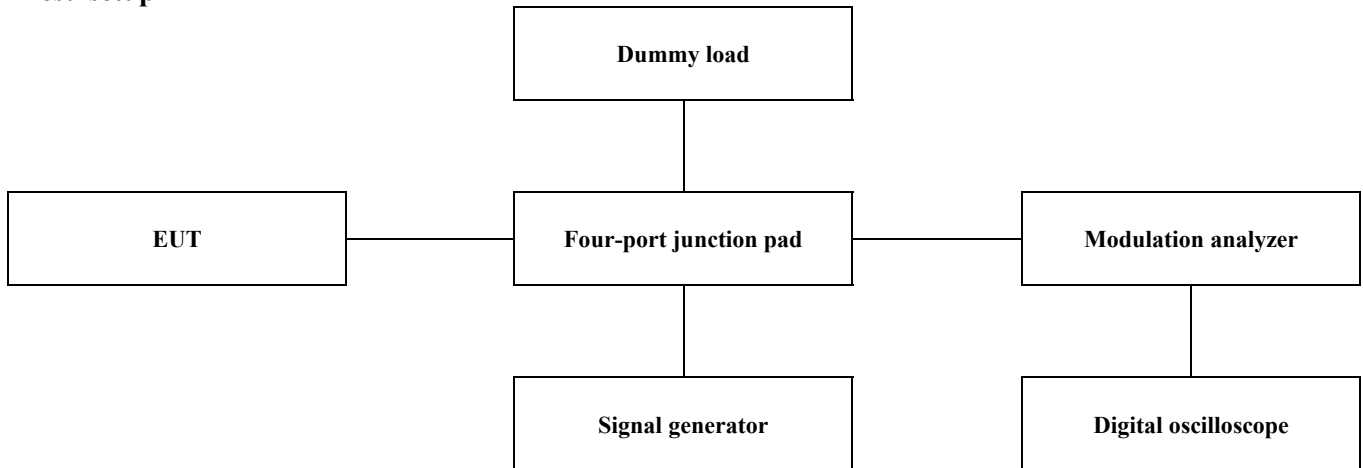 Dummy load
EUT
Four-port junction pad
Modulation analyzer
Signal generator
Digital oscilloscope